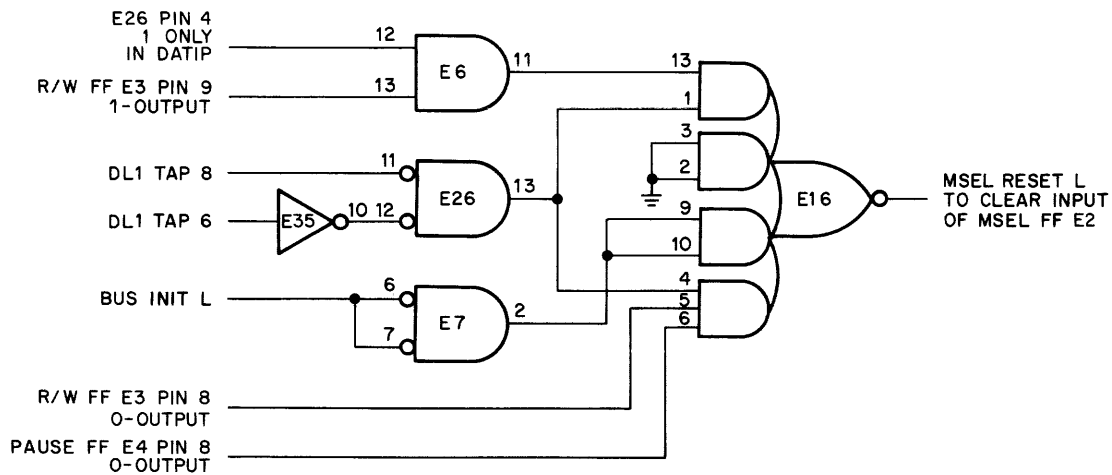 E26 PIN 4
1 ONLY
IN DATIP
12
E6
11
13
R/W FF E3 PIN 9
1-OUTPUT
13
1
3
2
DL1 TAP 8
11
E26
13
DL1 TAP 6
E35
10
12
E16
MSEL RESET L
TO CLEAR INPUT
OF MSEL FF E2
9
10
BUS INIT L
6
7
E7
2
4
5
6
R/W FF E3 PIN 8
0-OUTPUT
PAUSE FF E4 PIN 8
0-OUTPUT